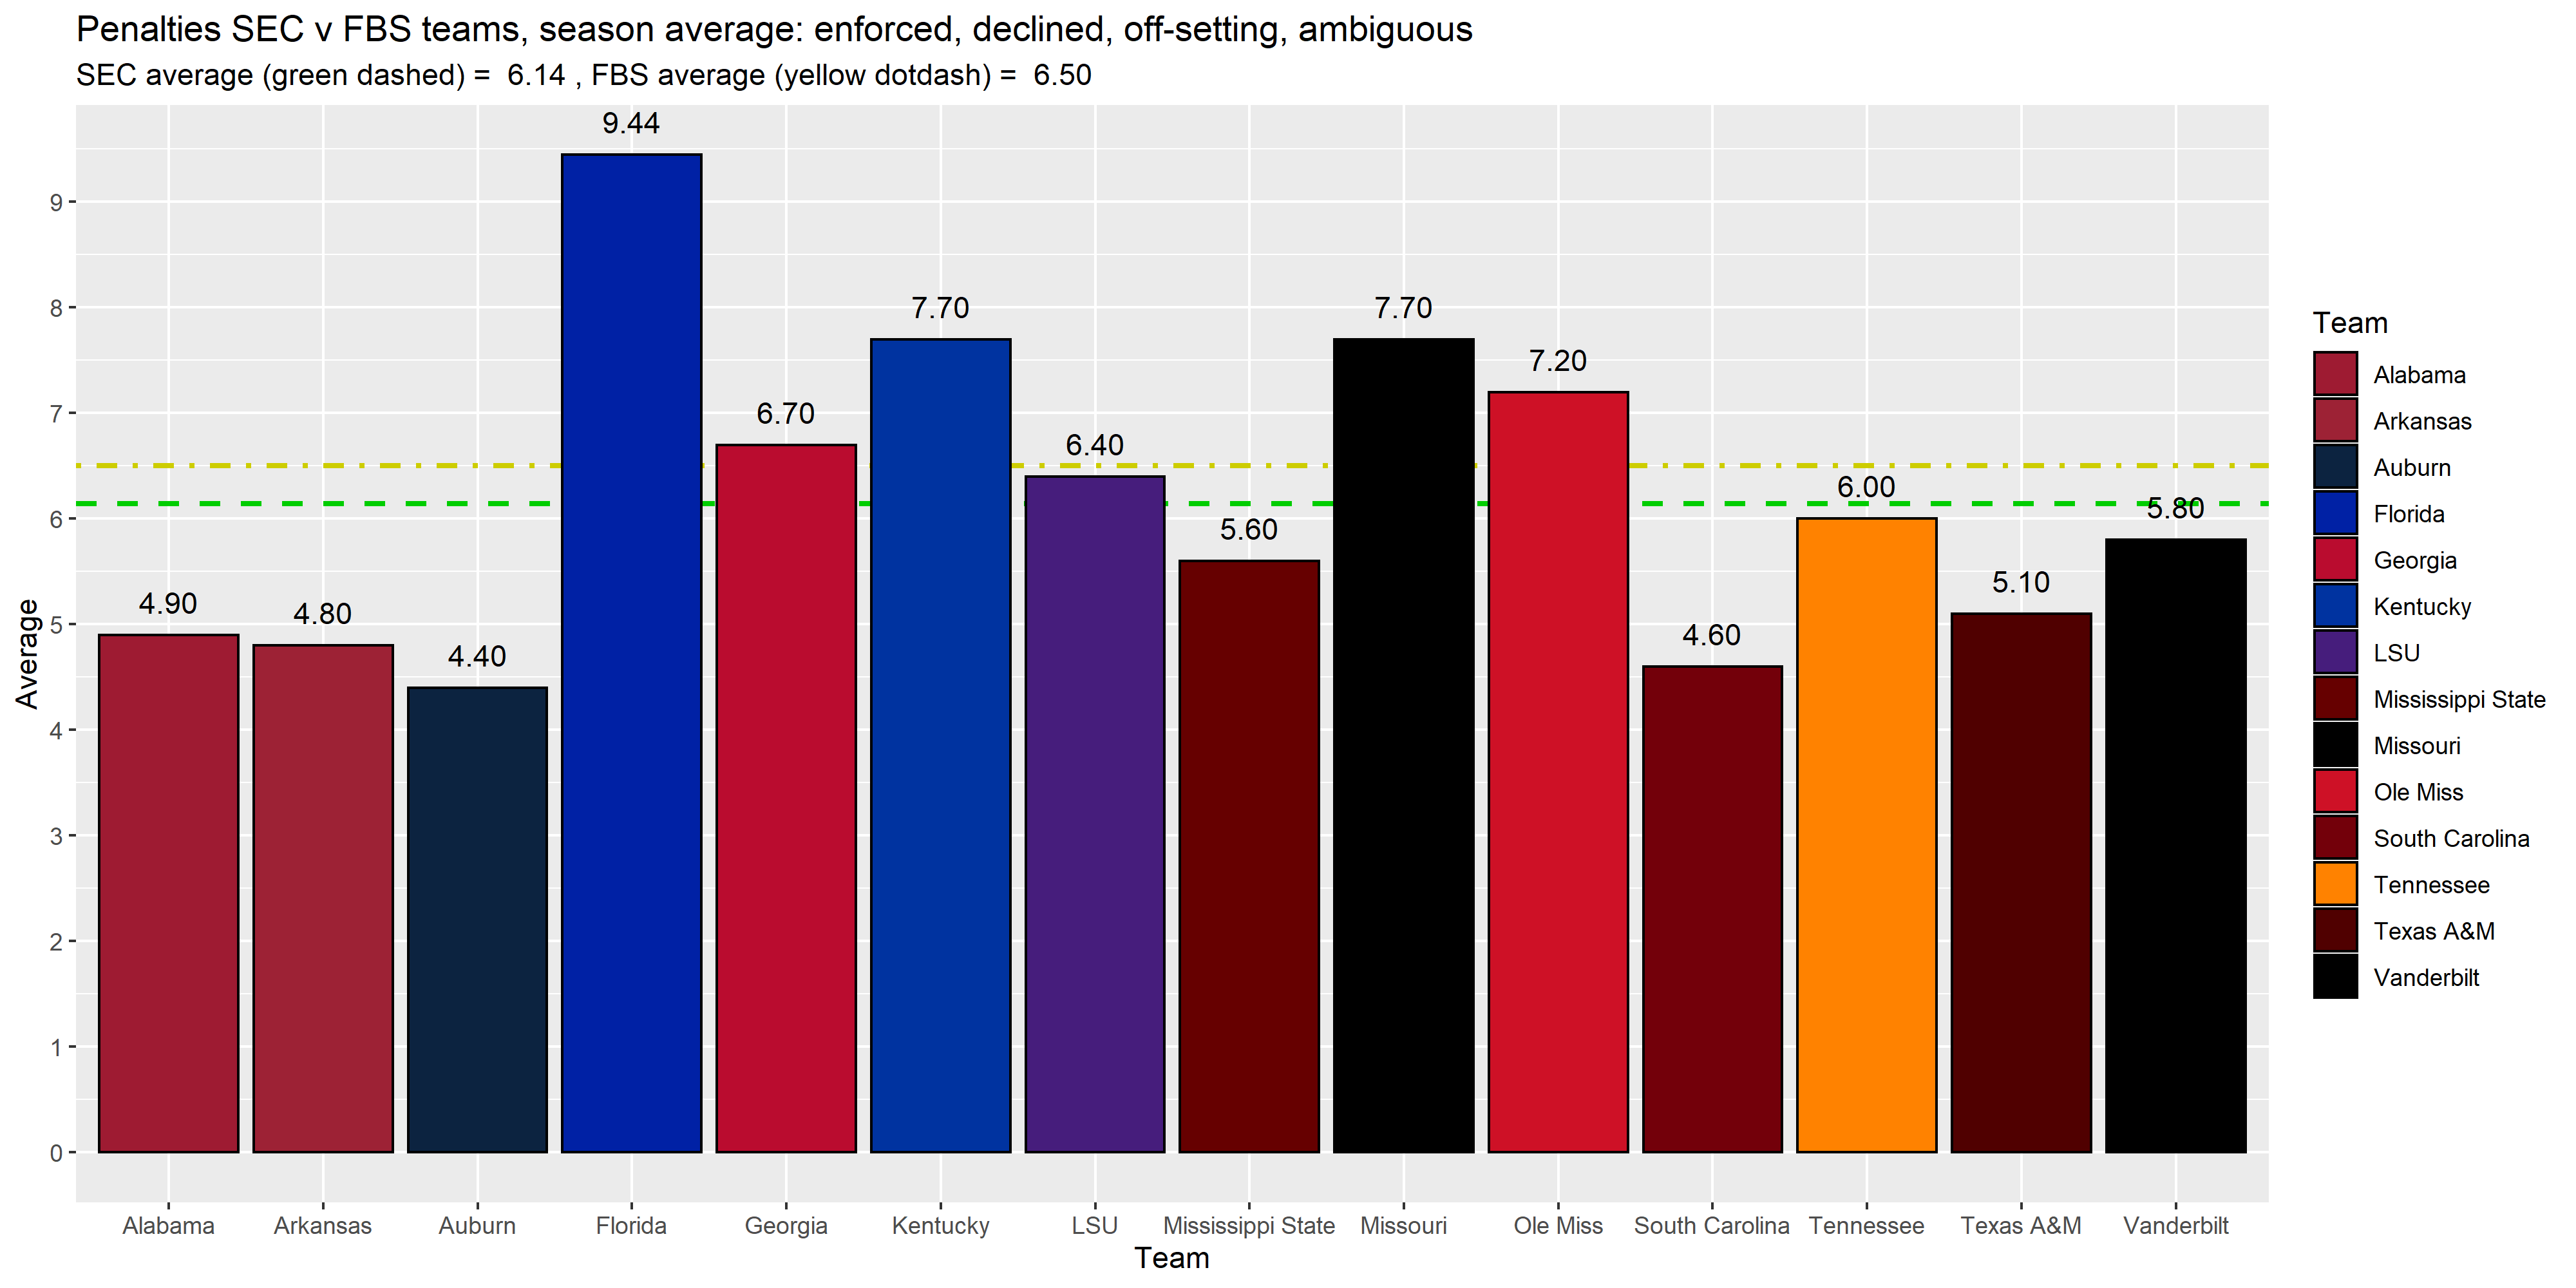 Penalties SEC v FBS teams, season average: enforced, declined, off-setting, ambiguous
SEC average (green dashed) =  6.14 , FBS average (yellow dotdash) =  6.50
Average
9
8
7
6
5
4
3
2
1
0
4.90
4.80
4.40
9.44
6.70
7.70
6.40
5.60
7.70
7.20
4.60
6.00
5.10
5.80
Alabama
Arkansas
Auburn
Florida
Georgia
Kentucky
LSU
Mississippi State
Missouri
Ole Miss
South Carolina
Tennessee
Texas A&M
Vanderbilt
Team
Team
Alabama
Arkansas
Auburn
Florida
Georgia
Kentucky
LSU
Mississippi State
Missouri
Ole Miss
South Carolina
Tennessee
Texas A&M
Vanderbilt